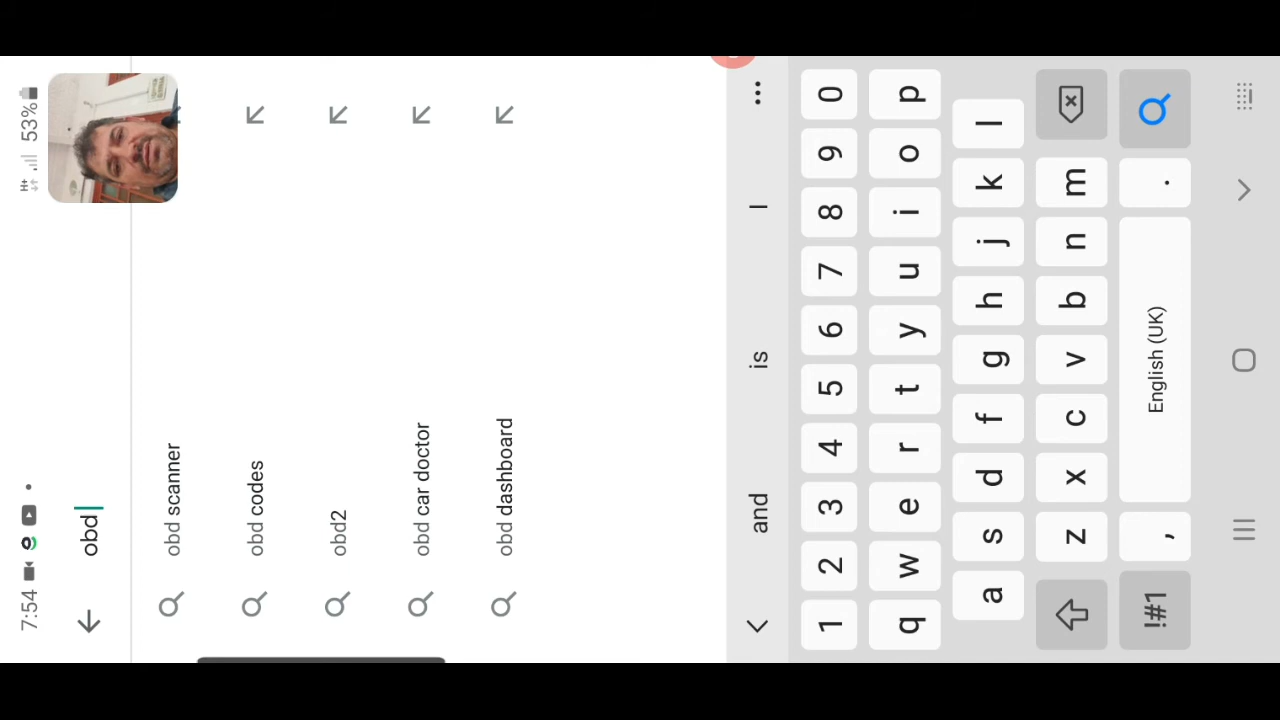 7:54
H+ 53%
obd
obd scanner
obd codes
obd2
obd car doctor
obd dashboard
and is I
1 2 3 4 5 6 7 8 9 0
q w e r t y u i o p
a s d f g h j k l
z x c v b n m
!#1 , English (UK) .